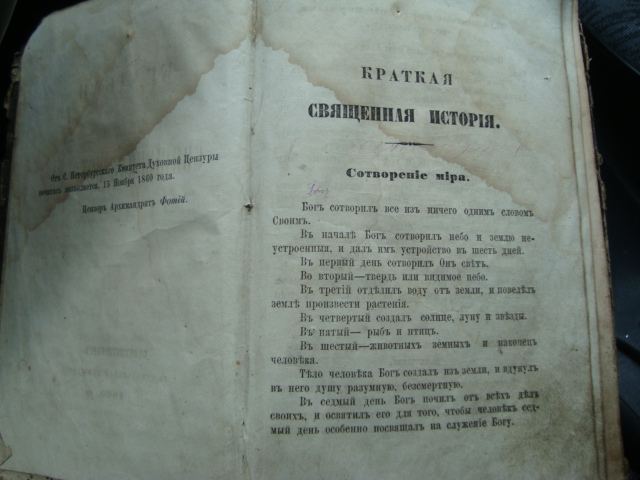 Отъ С. Петербургскаго Комитета Духовной Цензуры
печатать дозволяется. 15 Ноября 1860 года.
Цензоръ Архимандритъ Фотій.
КРАТКАЯ
СВЯЩЕННАЯ ИСТОРІЯ.
Сотвореніе міра.
Богъ сотворилъ все изъ ничего однимъ словомъ
Своимъ.
Въ началѣ Богъ сотворилъ небо и землю не-
устроенныя, и далъ имъ устройство въ шесть дней.
Въ первый день сотворилъ Онъ свѣтъ.
Во вторый—твердь или видимое небо.
Въ третій отдѣлилъ воду отъ земли, и повелѣлъ
землѣ произвести растенія.
Въ четвертый создалъ солнце, луну и звѣзды.
Въ пятый— рыбъ и птицъ.
Въ шестый—животныхъ земныхъ и наконецъ
человѣка.
Тѣло человѣка Богъ создалъ изъ земли, и вдунулъ
въ него душу разумную, безсмертную.
Въ седмый день Богъ почилъ отъ всѣхъ дѣлъ
своихъ, и освятилъ его для того, чтобы человѣкъ сед-
мый день особенно посвящалъ на служеніе Богу.